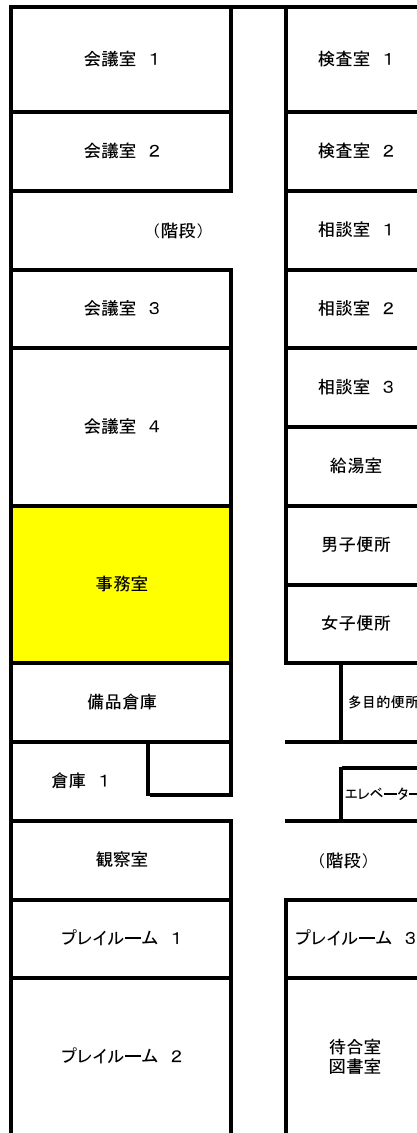 会議室 1
検査室 1
会議室 2
検査室 2
(階段)
相談室 1
会議室 3
相談室 2
会議室 4
相談室 3
給湯室
事務室
男子便所
女子便所
備品倉庫
多目的便所
倉庫 1
エレベーター
観察室
(階段)
プレイルーム 1
プレイルーム 3
プレイルーム 2
待合室
図書室